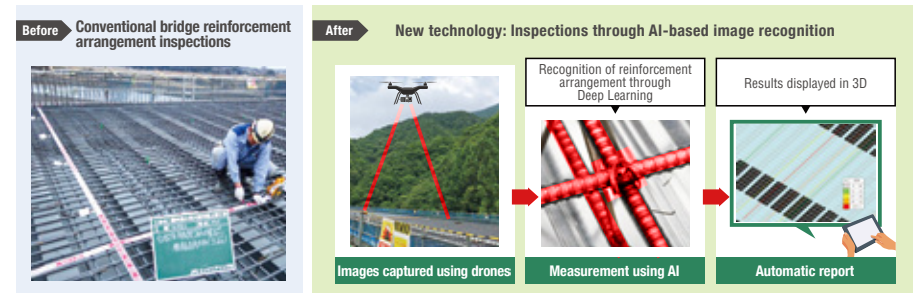 Before
Conventional bridge reinforcement
arrangement inspections
After
New technology: Inspections through AI-based image recognition
Recognition of reinforcement
arrangement through
Deep Learning
Results displayed in 3D
Images captured using drones
Measurement using AI
Automatic report